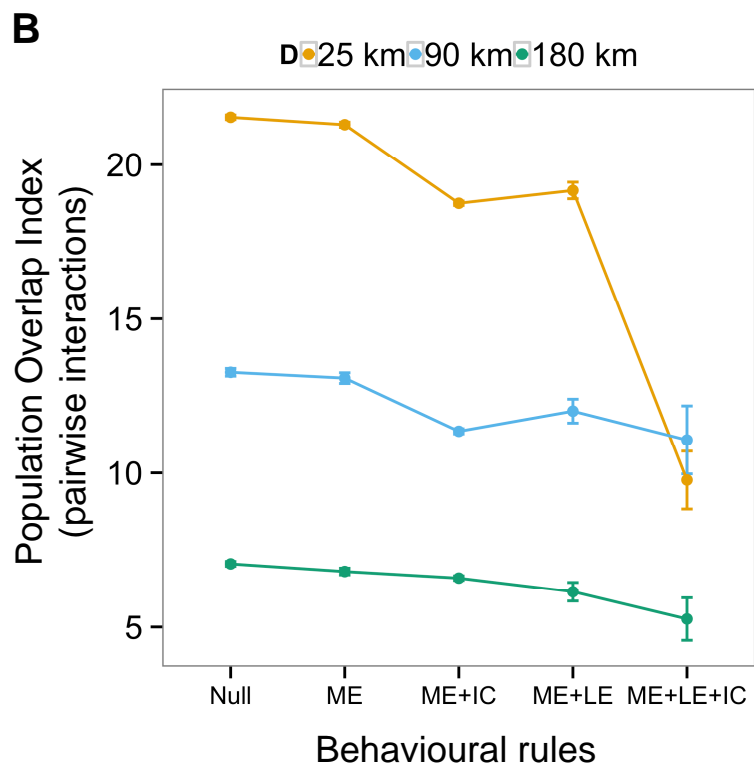 B
D 25 km 90 km 180 km
Population Overlap Index
(pairwise interactions)
20
15
10
5
Null ME ME+IC ME+LE ME+LE+IC
Behavioural rules